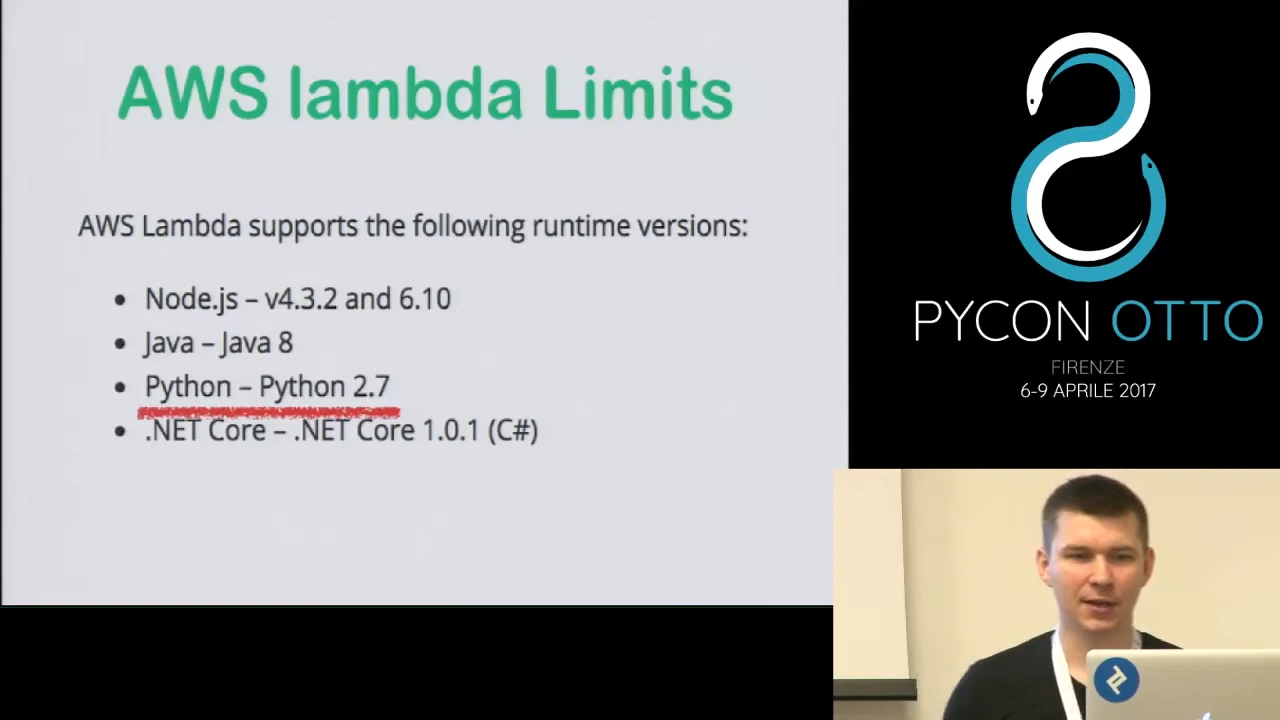 AWS lambda Limits
AWS Lambda supports the following runtime versions:
Node.js – v4.3.2 and 6.10
Java – Java 8
Python – Python 2.7
.NET Core – .NET Core 1.0.1 (C#)
PYCON OTTO
FIRENZE
6-9 APRILE 2017